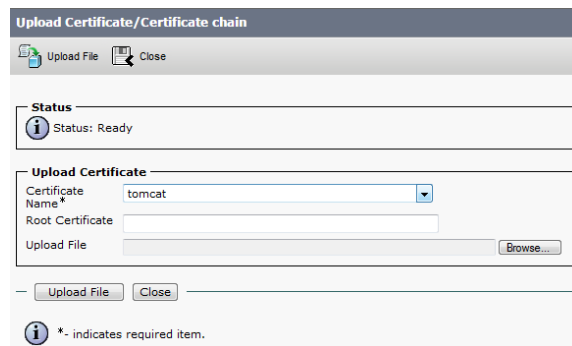 Upload Certificate/Certificate chain
Upload File Close
Status
Status: Ready
Upload Certificate
Certificate
Name*
tomcat
Root Certificate
Upload File
Browse...
Upload File Close
*- indicates required item.